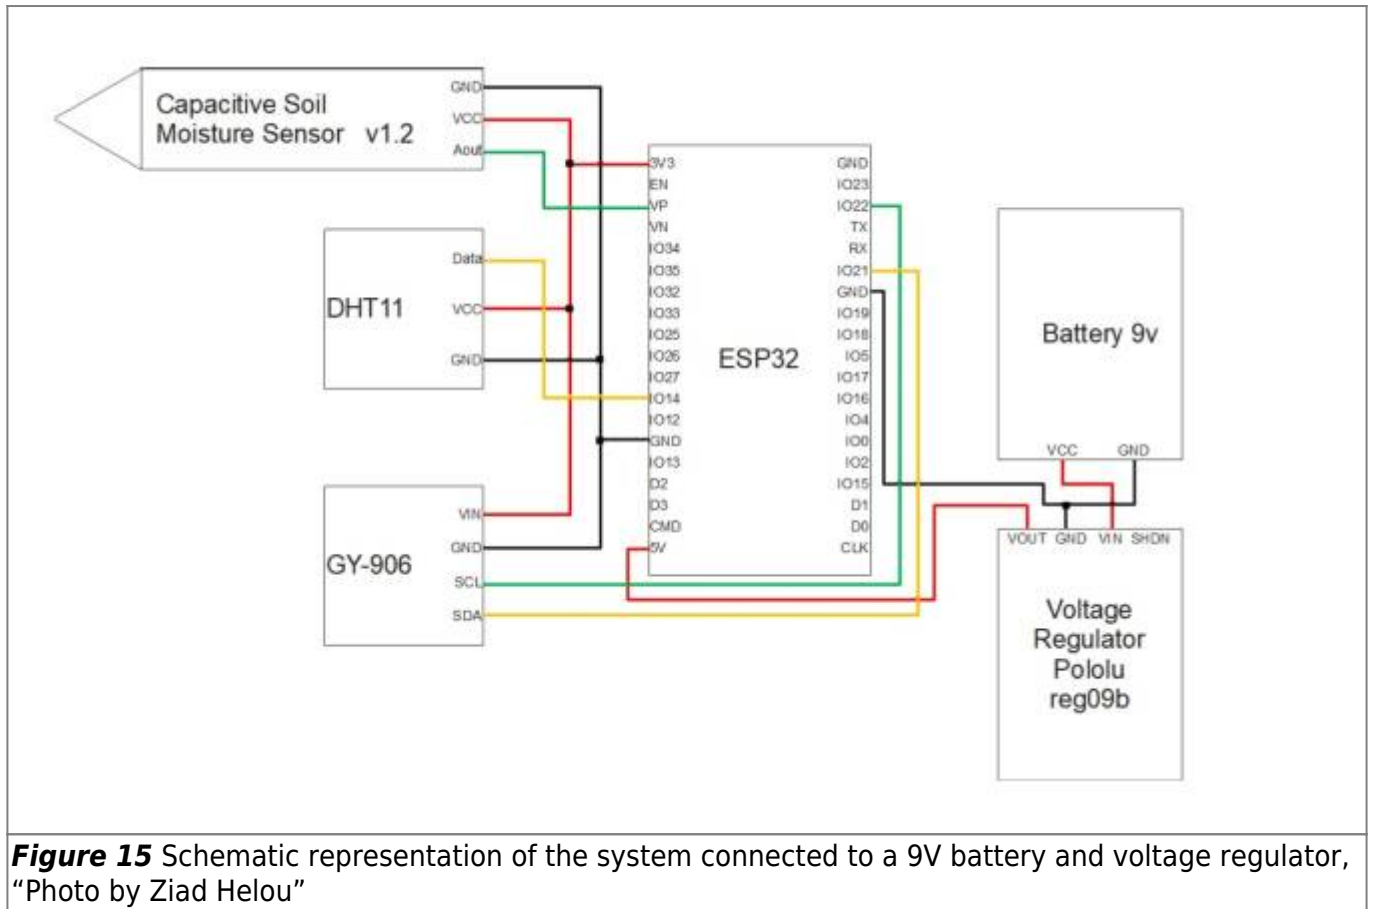 Capacitive Soil
Moisture Sensor v1.2
GND
VCC
Aout
DHT11
Data
VCC
GND
GY-906
VIN
GND
SCL
SDA
ESP32
3V3
EN
VP
VN
IO34
IO35
IO32
IO33
IO25
IO26
IO27
IO14
IO12
GND
IO13
D2
D3
CMD
5V
GND
IO23
IO22
TX
RX
IO21
GND
IO19
IO18
IO5
IO17
IO16
IO4
IO0
IO2
IO15
D1
D0
CLK
Battery 9v
VCC GND
VOUT GND VIN SHDN
Voltage
Regulator
Pololu
reg09b
Figure 15 Schematic representation of the system connected to a 9V battery and voltage regulator,
“Photo by Ziad Helou”